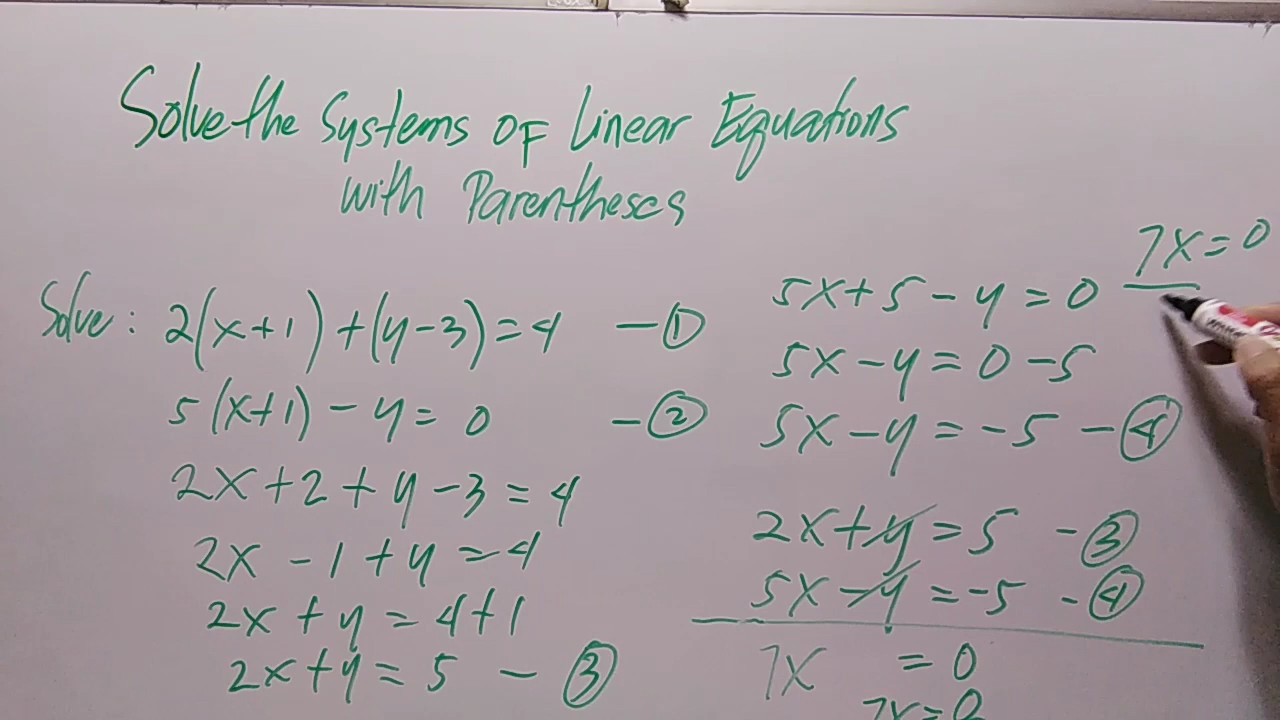 Solve the Systems OF Linear Equations
with Parentheses
Solve: 2(x+1)+(y-3)=4 -①
5(x+1)-y=0 -②
2x+2+y-3=4
2x-1+y=4
2x+y=4+1
2x+y=5 - ③
5x+5-y=0
5x-y=0-5
5x-y=-5 -④
2x+y=5 -③
5x-y=-5 -④
7x =0
7x=0
7x=0